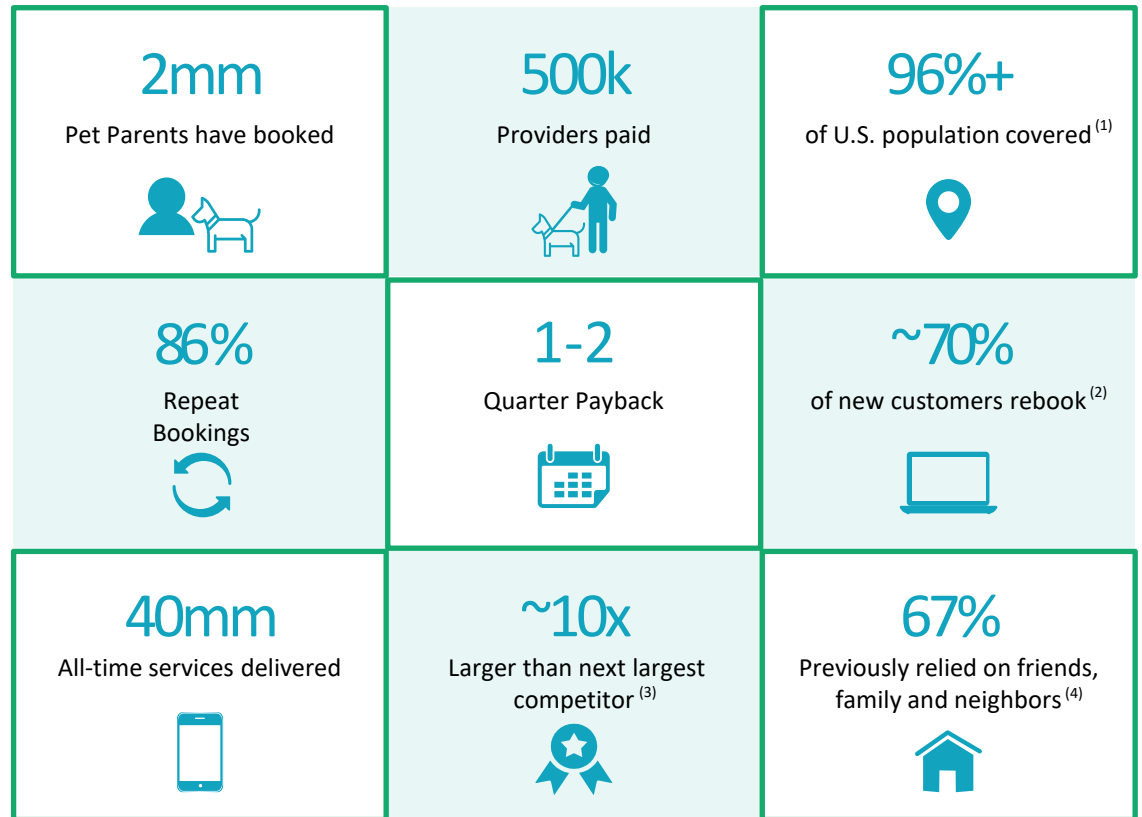 2mm
Pet Parents have booked
500k
Providers paid
96%+
of U.S. population covered (1)
86%
Repeat
Bookings
1-2
Quarter Payback
~70%
of new customers rebook (2)
40mm
All-time services delivered
~10x
Larger than next largest
competitor (3)
67%
Previously relied on friends,
family and neighbors (4)